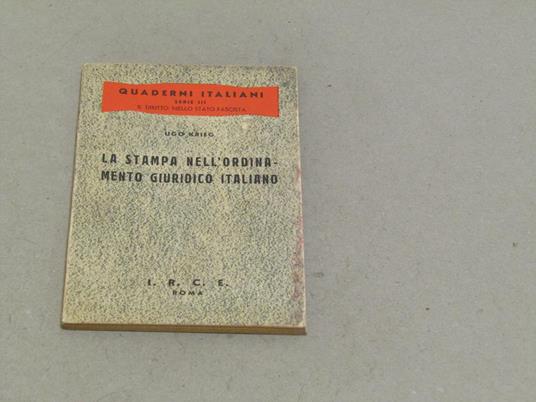 QUADERNI ITALIANI
SERIE III
IL DIRITTO NELLO STATO FASCISTA
UGO KRIEG
LA STAMPA NELL'ORDINA-
MENTO GIURIDICO ITALIANO
I. R. C. E.
ROMA